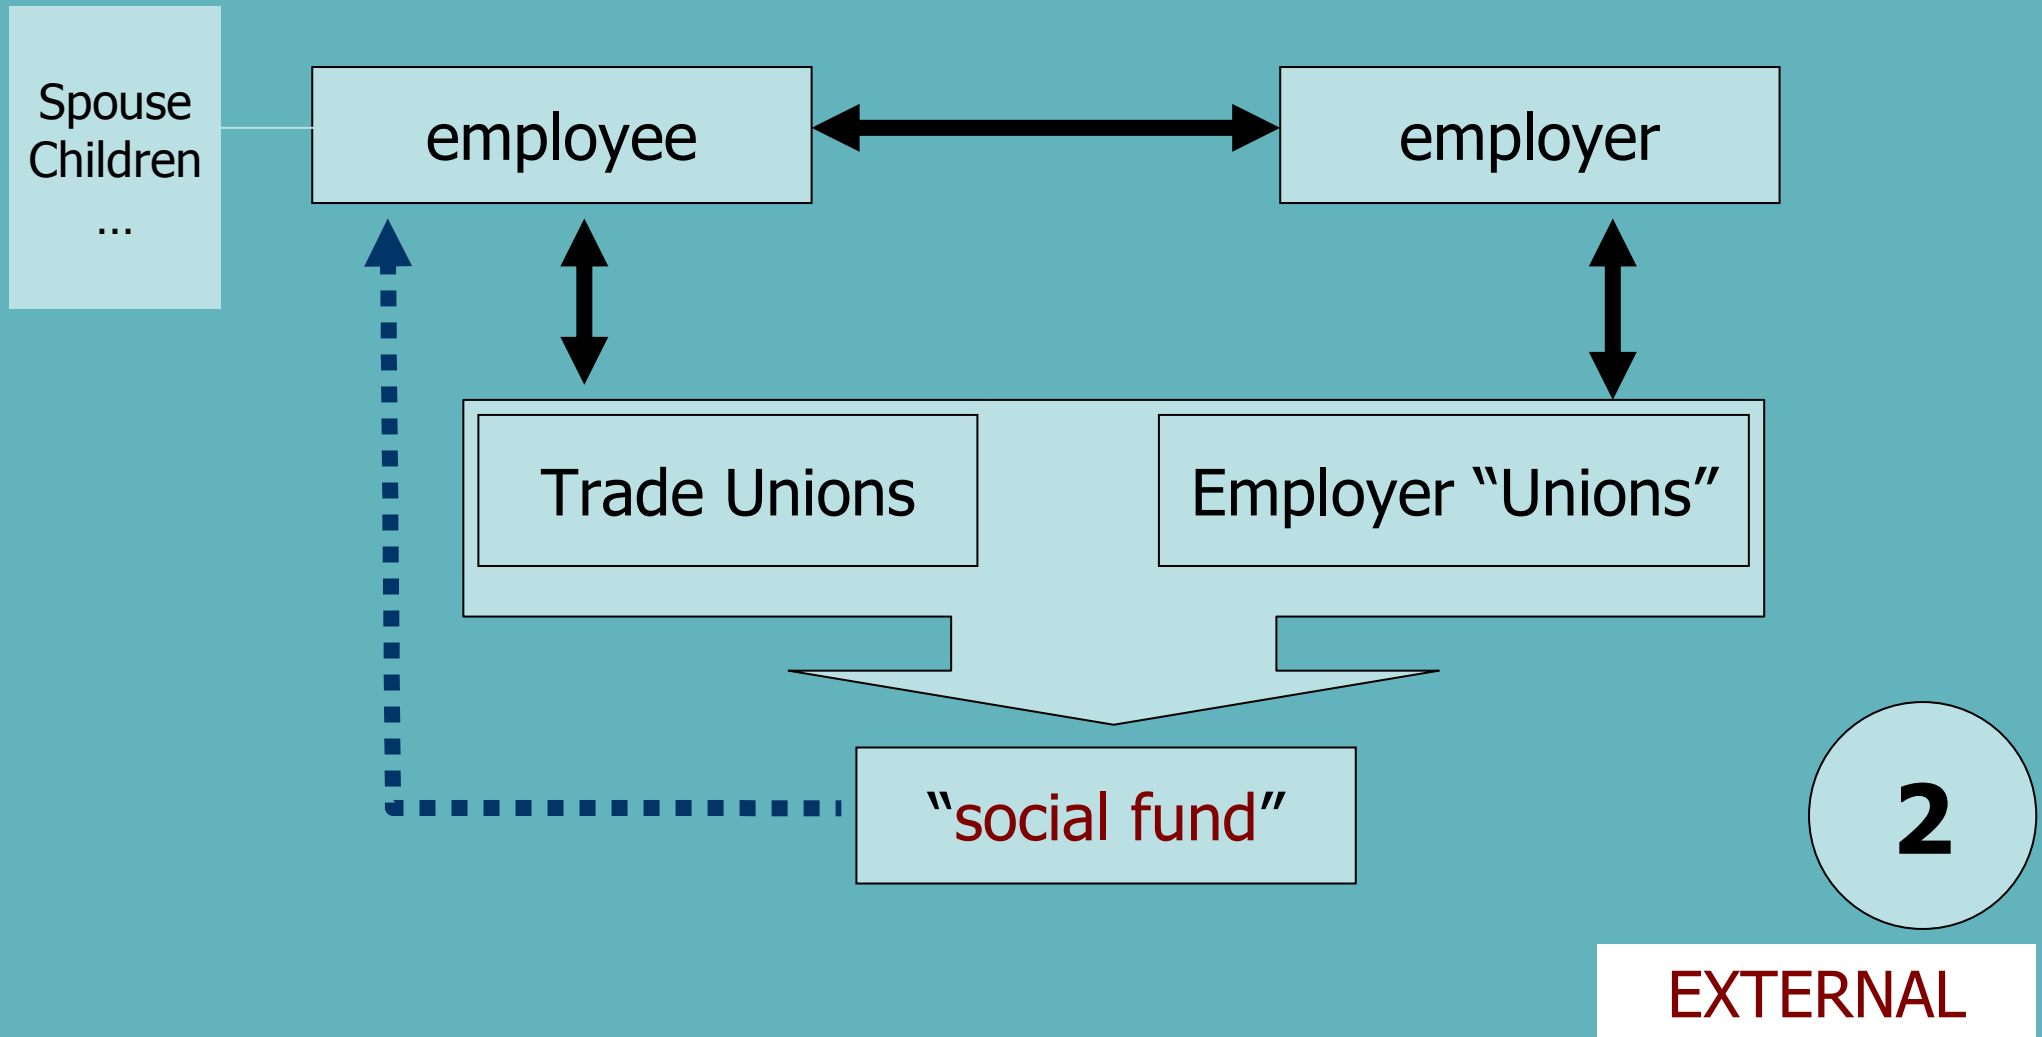 Spouse
Children
…
employee
employer
Trade Unions
Employer “Unions”
“social fund”
2
EXTERNAL